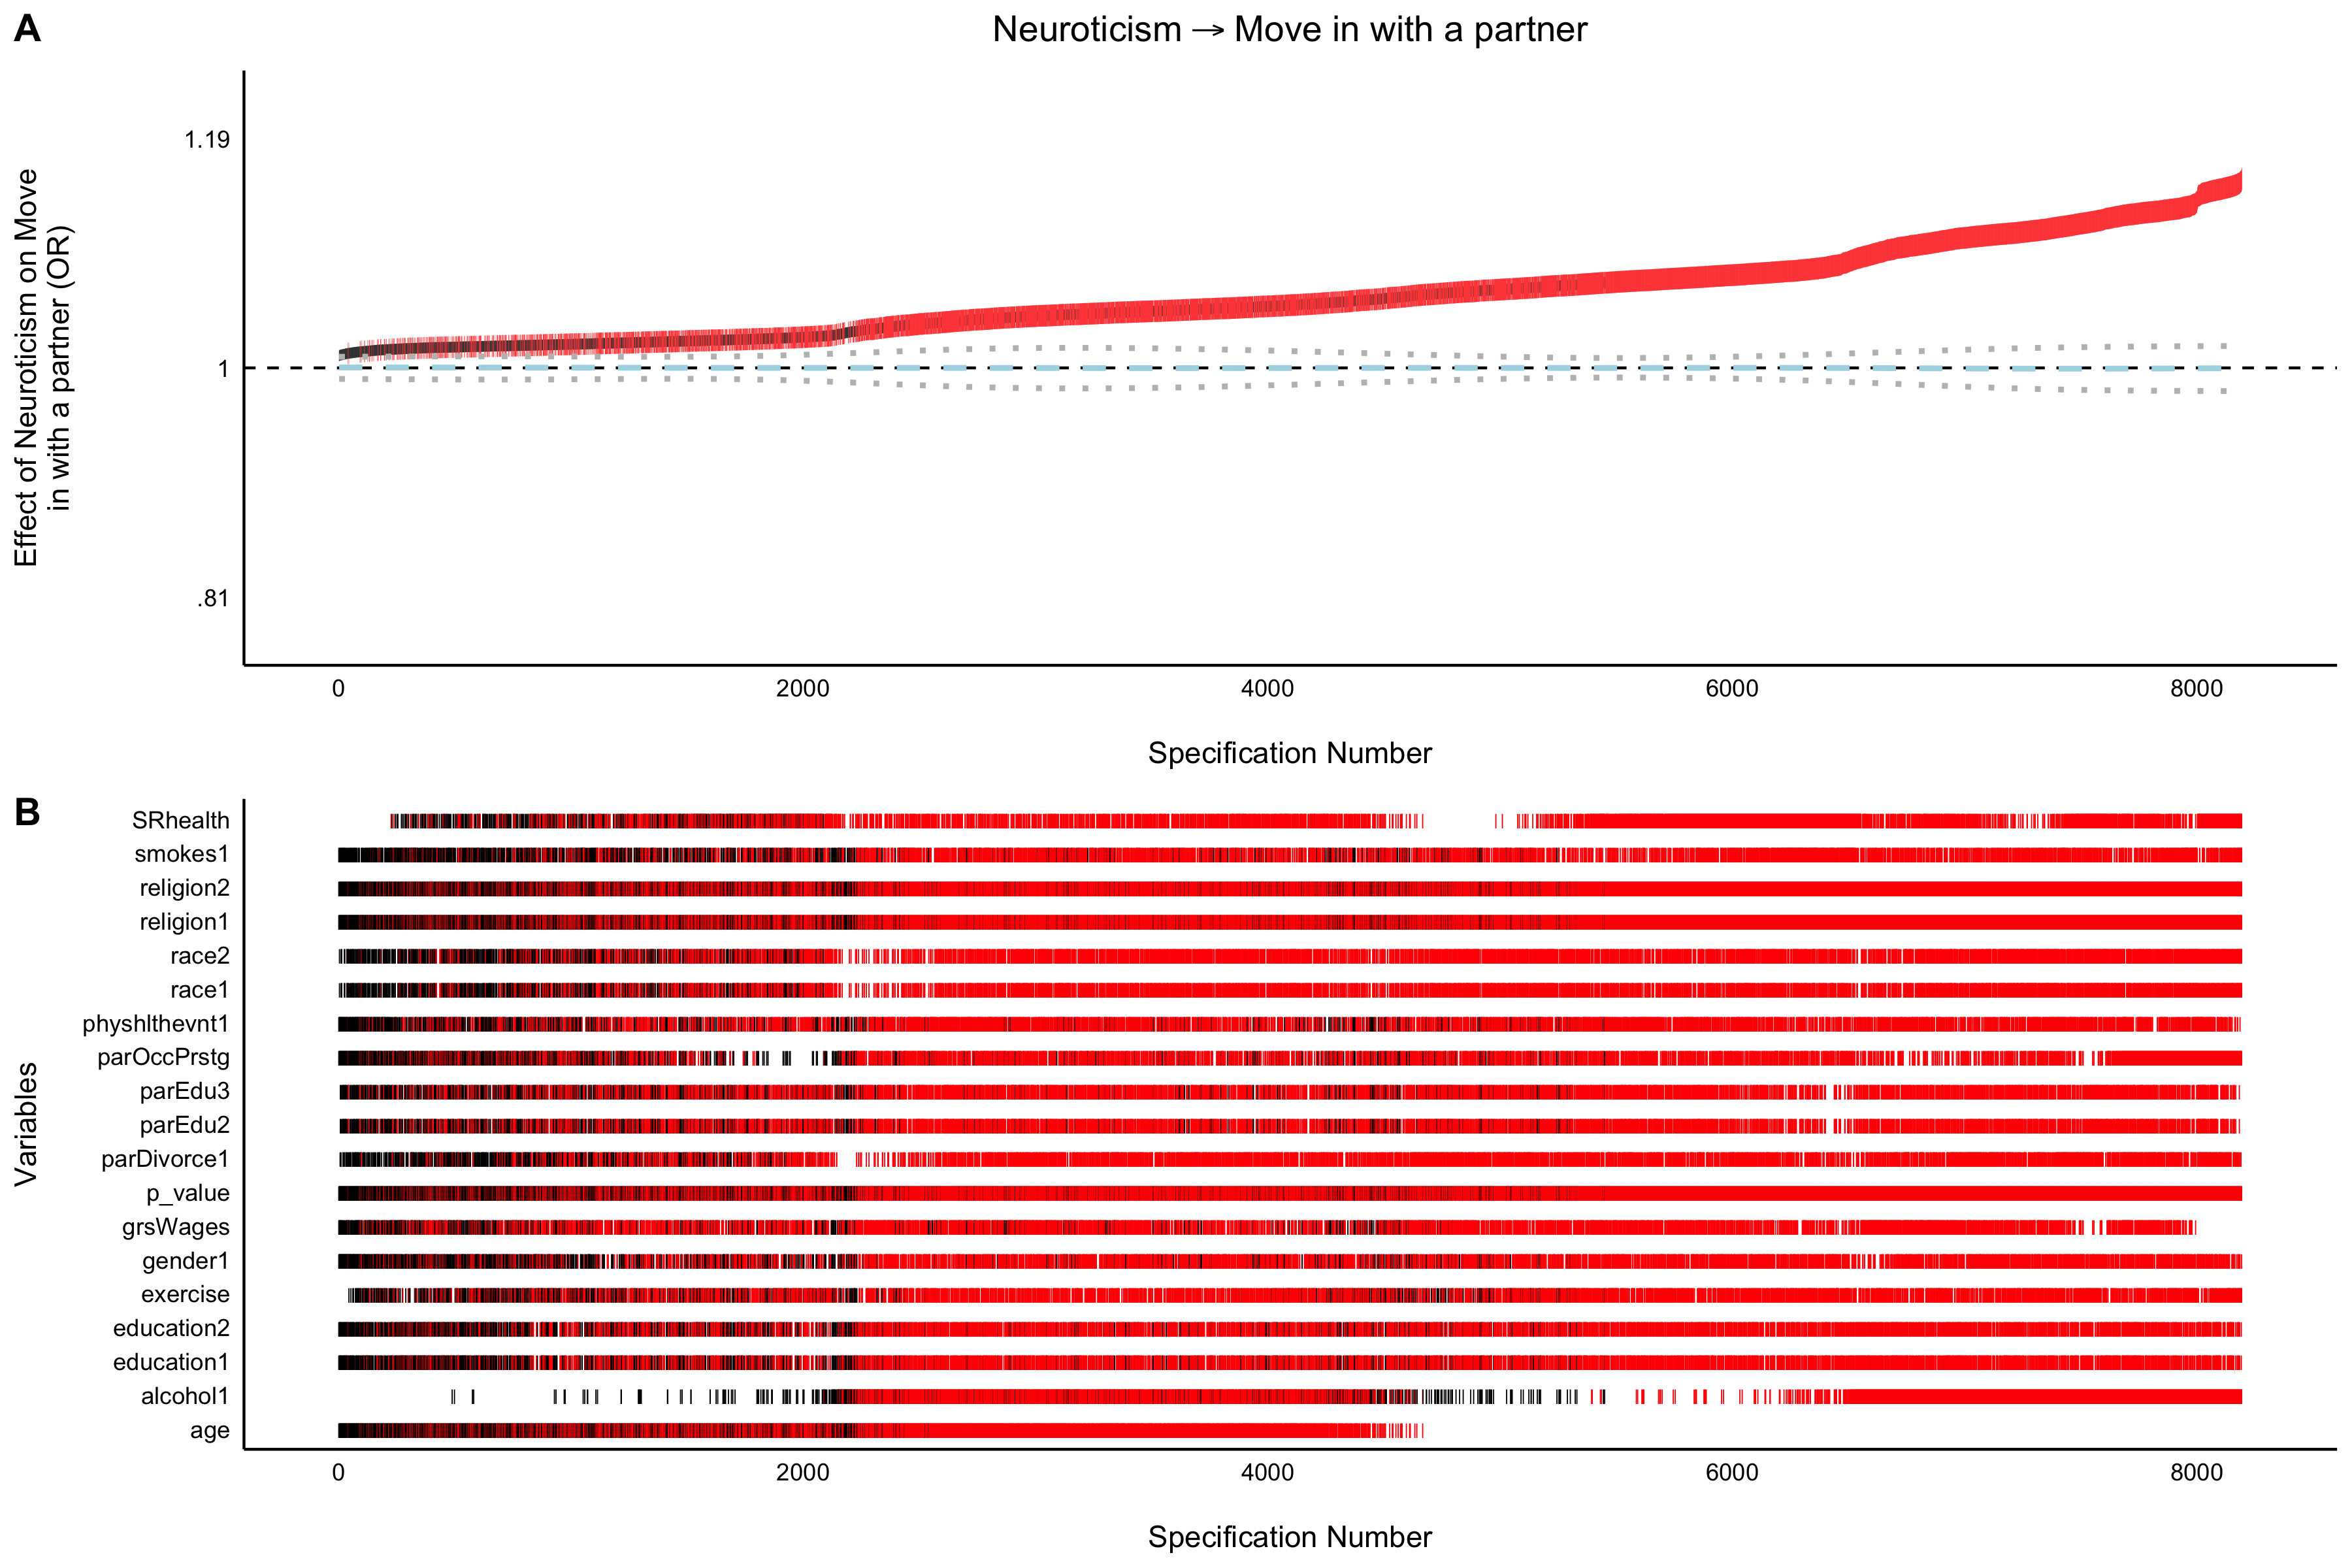 A
Neuroticism → Move in with a partner
Effect of Neuroticism on Move
in with a partner (OR)
1.19
1
.81
0 2000 4000 6000 8000
Specification Number
B
Variables
SRhealth
smokes1
religion2
religion1
race2
race1
physhlthevnt1
parOccPrstg
parEdu3
parEdu2
parDivorce1
p_value
grsWages
gender1
exercise
education2
education1
alcohol1
age
0 2000 4000 6000 8000
Specification Number